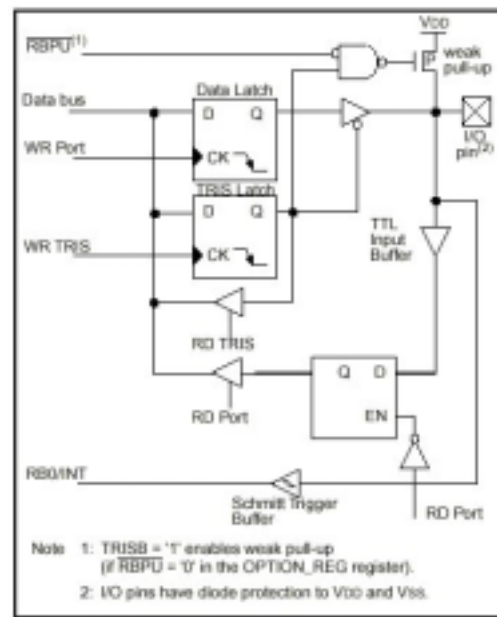 VDD
RBPU(1)
P
weak
pull-up
Data bus
Data Latch
D Q
WR Port
CK
I/O
pin(2)
TRIS Latch
D Q
WR TRIS
CK
TTL
Input
Buffer
RD TRIS
Q D
RD Port
EN
RB0/INT
Schmitt Trigger
Buffer
RD Port
Note 1: TRISB = '1' enables weak pull-up
(if RBPU = '0' in the OPTION_REG register).
2: I/O pins have diode protection to VDD and VSS.